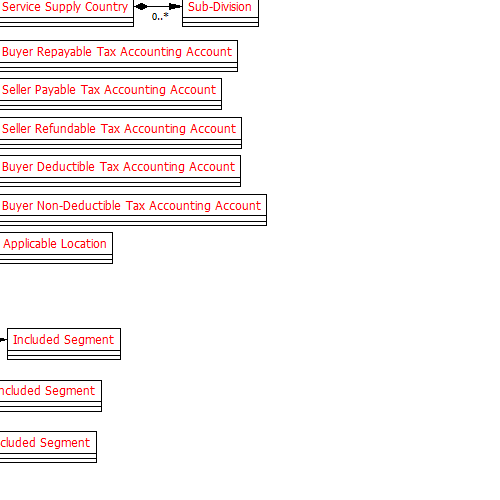 Service Supply Country
Sub-Division
0..*
Buyer Repayable Tax Accounting Account
Seller Payable Tax Accounting Account
Seller Refundable Tax Accounting Account
Buyer Deductible Tax Accounting Account
Buyer Non-Deductible Tax Accounting Account
Applicable Location
Included Segment
ncluded Segment
cluded Segment